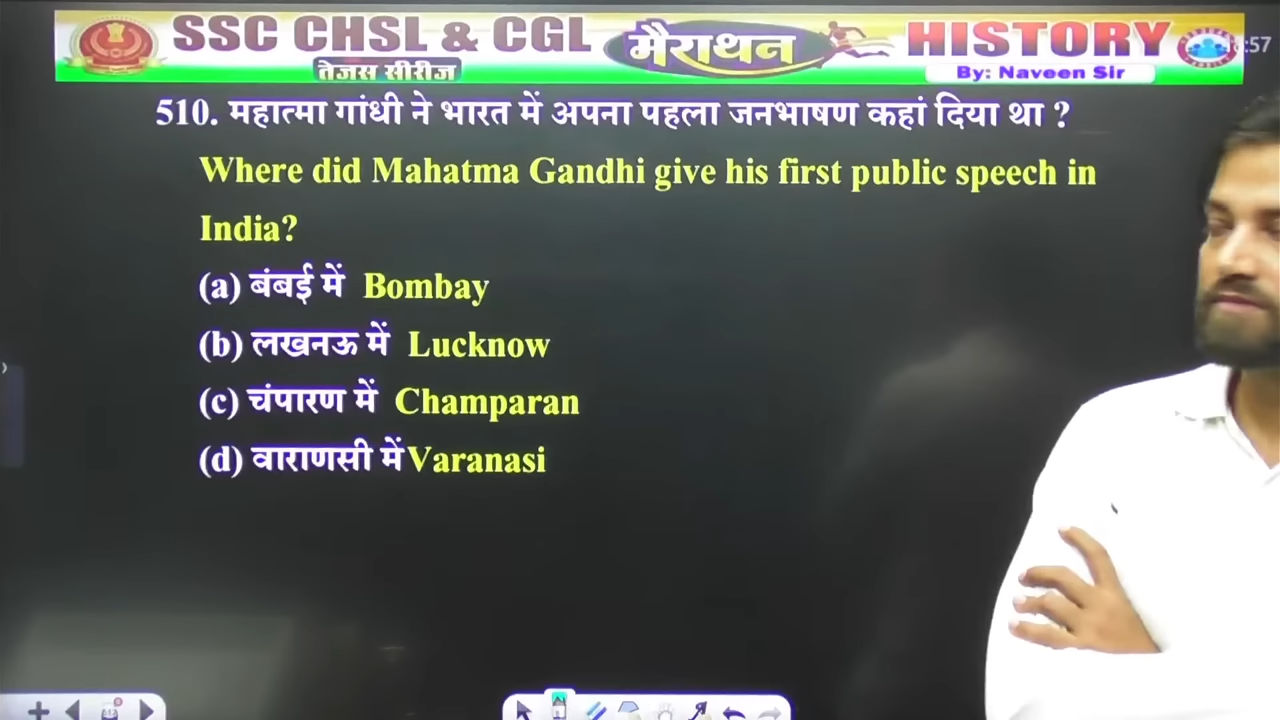 SSC CHSL & CGL मैराथन HISTORY
तेजस सीरीज By: Naveen Sir
510. महात्मा गांधी ने भारत में अपना पहला जनभाषण कहां दिया था ?
Where did Mahatma Gandhi give his first public speech in
India?
(a) बंबई में Bombay
(b) लखनऊ में Lucknow
(c) चंपारण में Champaran
(d) वाराणसी में Varanasi